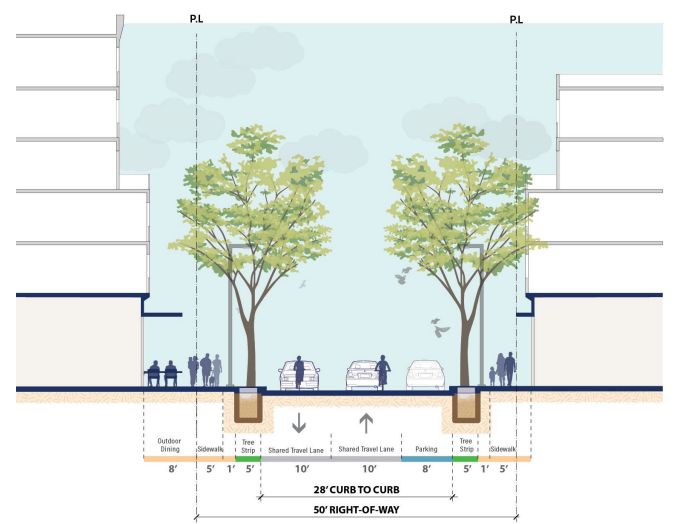 P.L
P.L
Outdoor
Dining
Sidewalk
Tree
Strip
Shared Travel Lane
Shared Travel Lane
Parking
Tree
Strip
Sidewalk
8' 5' 1' 5' 10' 10' 8' 5' 1' 5'
28' CURB TO CURB
50' RIGHT-OF-WAY